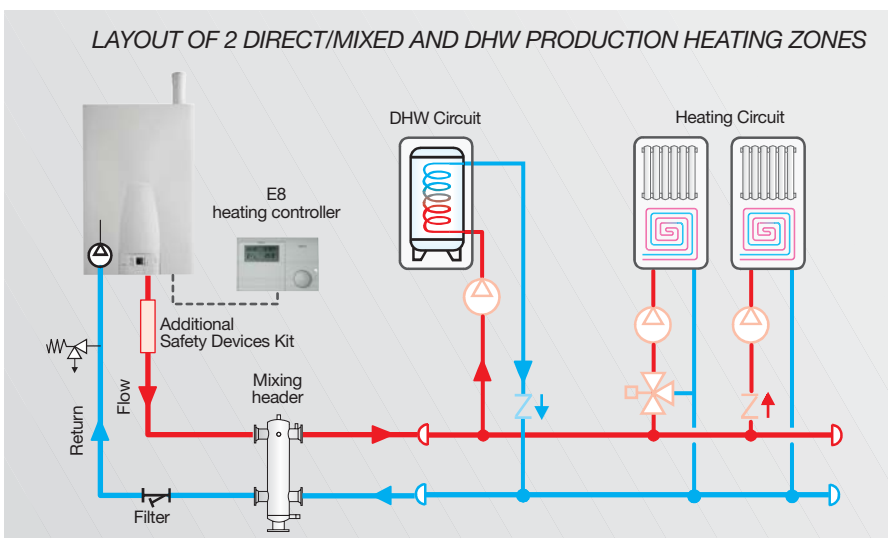 LAYOUT OF 2 DIRECT/MIXED AND DHW PRODUCTION HEATING ZONES
DHW Circuit
Heating Circuit
E8
heating controller
Additional
Safety Devices Kit
Mixing
header
Flow
Return
Filter